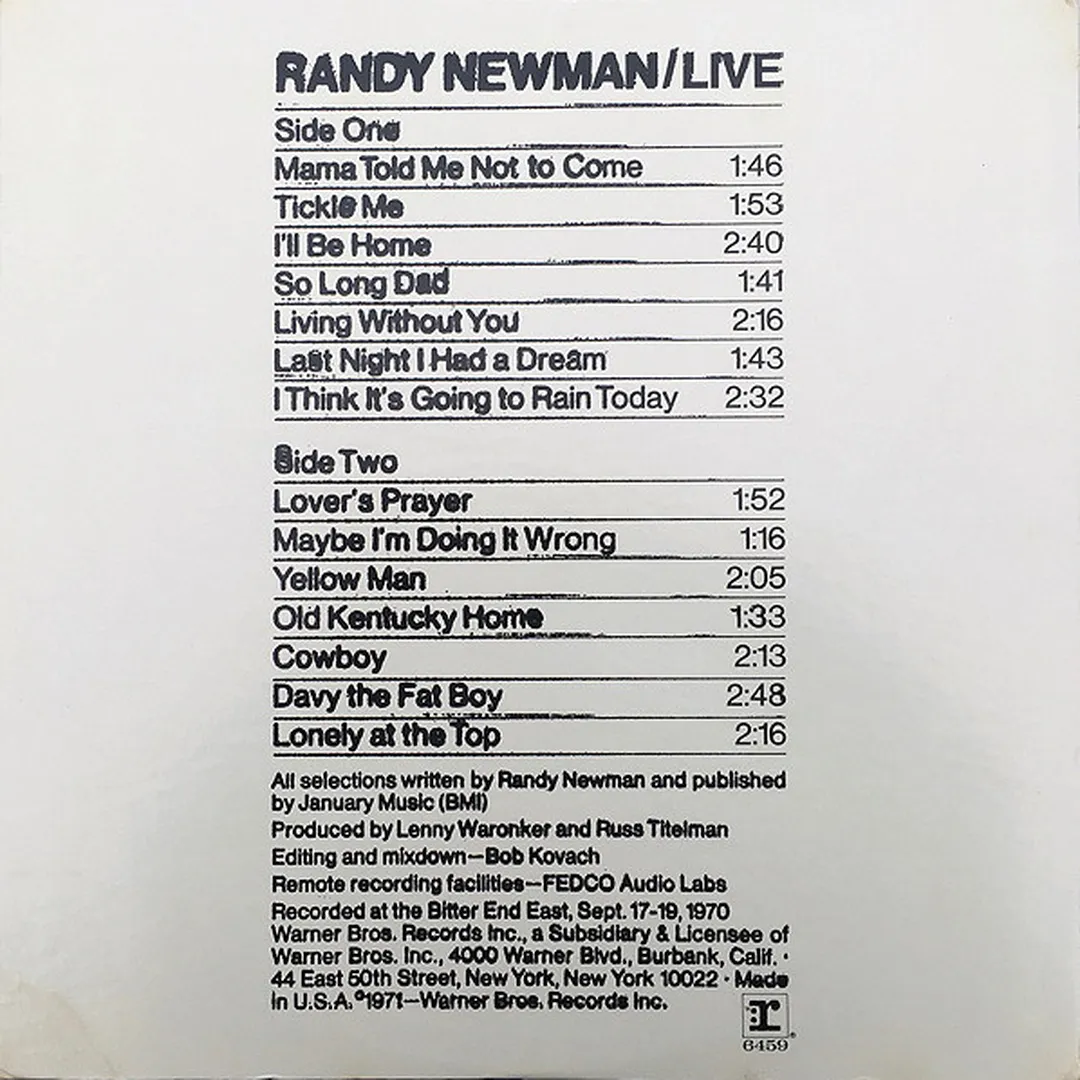 RANDY NEWMAN/LIVE
Side One
Mama Told Me Not to Come 1:46
Tickle Me 1:53
I'll Be Home 2:40
So Long Dad 1:41
Living Without You 2:16
Last Night I Had a Dream 1:43
I Think It's Going to Rain Today 2:32
Side Two
Lover's Prayer 1:52
Maybe I'm Doing It Wrong 1:16
Yellow Man 2:05
Old Kentucky Home 1:33
Cowboy 2:13
Davy the Fat Boy 2:48
Lonely at the Top 2:16
All selections written by Randy Newman and published
by January Music (BMI)
Produced by Lenny Waronker and Russ Titelman
Editing and mixdown—Bob Kovach
Remote recording facilities—FEDCO Audio Labs
Recorded at the Bitter End East, Sept. 17-19, 1970
Warner Bros. Records Inc., a Subsidiary & Licensee of
Warner Bros. Inc., 4000 Warner Blvd., Burbank, Calif. ·
44 East 50th Street, New York, New York 10022 · Made
in U.S.A. ©1971—Warner Bros. Records Inc.
:r
6459